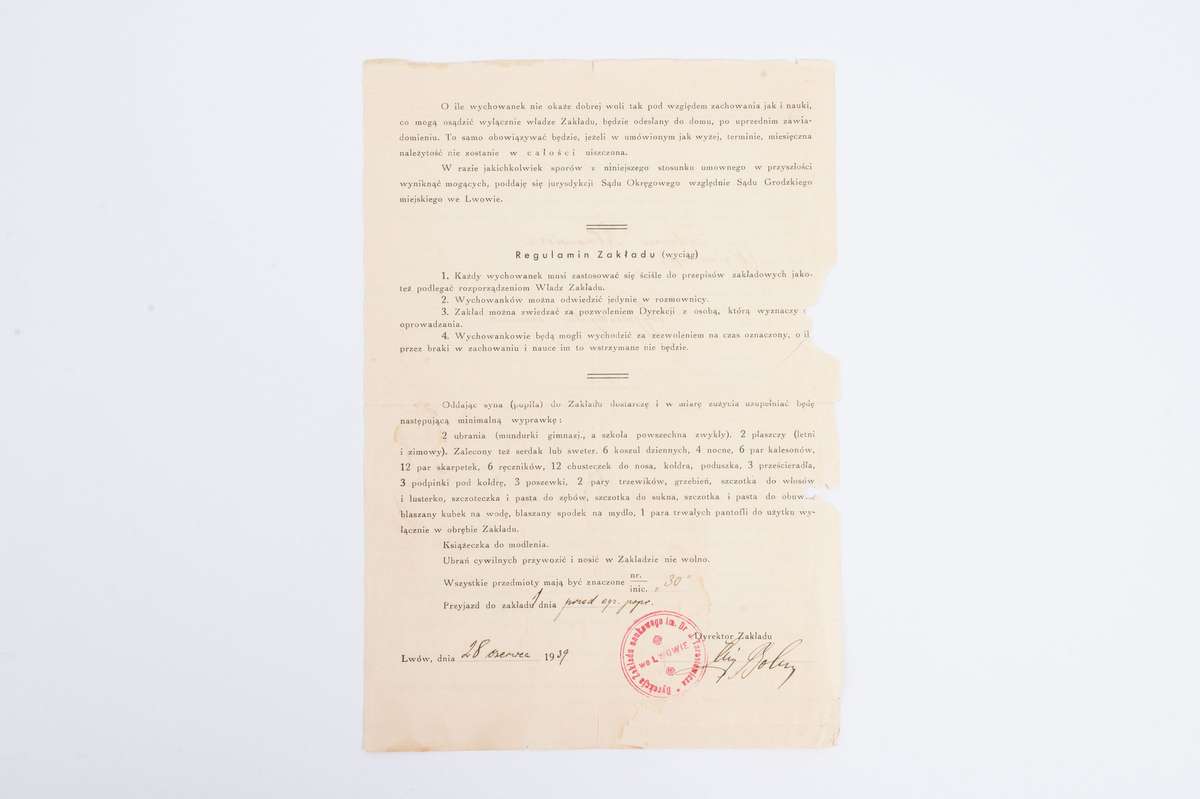 O ile wychowanek nie okaże dobrej woli tak pod względem zachowania jak i nauki,
co mogą osądzić wyłącznie władze Zakładu, będzie odesłany do domu, po uprzednim zawia-
domieniu. To samo obowiązywać będzie, jeżeli w umówionym jak wyżej, terminie, miesięczna
należytość nie zostanie w całości uiszczona.
W razie jakichkolwiek sporów z niniejszego stosunku umownego w przyszłości
wyniknąć mogących, poddaję się jurysdykcji Sądu Okręgowego względnie Sądu Grodzkiego
miejskiego we Lwowie.
Regulamin Zakładu (wyciąg)
1. Każdy wychowanek musi zastosować się ściśle do przepisów zakładowych jako-
też podlegać rozporządzeniom Władz Zakładu.
2. Wychowanków można odwiedzić jedynie w rozmownicy.
3. Zakład można zwiedzać za pozwoleniem Dyrekcji z osobą, którą wyznaczy
oprowadzania.
4. Wychowankowie będą mogli wychodzić za zezwoleniem na czas oznaczony, o il
przez braki w zachowaniu i nauce im to wstrzymane nie będzie.
Oddając syna (pupila) do Zakładu dostarczę i w miarę zużycia uzupełniać będę
następującą minimalną wyprawkę:
2 ubrania (mundurki gimnazj., a szkoła powszechna zwykły). 2 płaszczy (letni
i zimowy). Zalecony też serdak lub sweter. 6 koszul dziennych, 4 nocne, 6 par kalesonów,
12 par skarpetek, 6 ręczników, 12 chusteczek do nosa, kołdra, poduszka, 3 prześcieradła,
3 podpinki pod kołdrę, 3 poszewki, 2 pary trzewików, grzebień, szczotka do włosów
i lusterko, szczoteczka i pasta do zębów, szczotka do sukna, szczotka i pasta do obuw
blaszany kubek na wodę, blaszany spodek na mydło, 1 para trwałych pantofli do użytku wy-
łącznie w obrębie Zakładu.
Książeczka do modlenia.
Ubrań cywilnych przywozić i nosić w Zakładzie nie wolno.
Wszystkie przedmioty mają być znaczone nr. inic. „30"
Przyjazd do zakładu dnia
Dyrektor Zakładu
Lwów, dnia 28 czerwca 1939
Dyrekcja Zakładu naukowego im. Dr
we LWOWIE